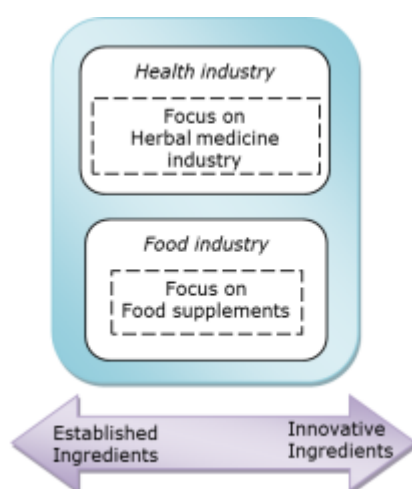 Health industry
Focus on
Herbal medicine
industry
Food industry
Focus on
Food supplements
Established
Ingredients
Innovative
Ingredients